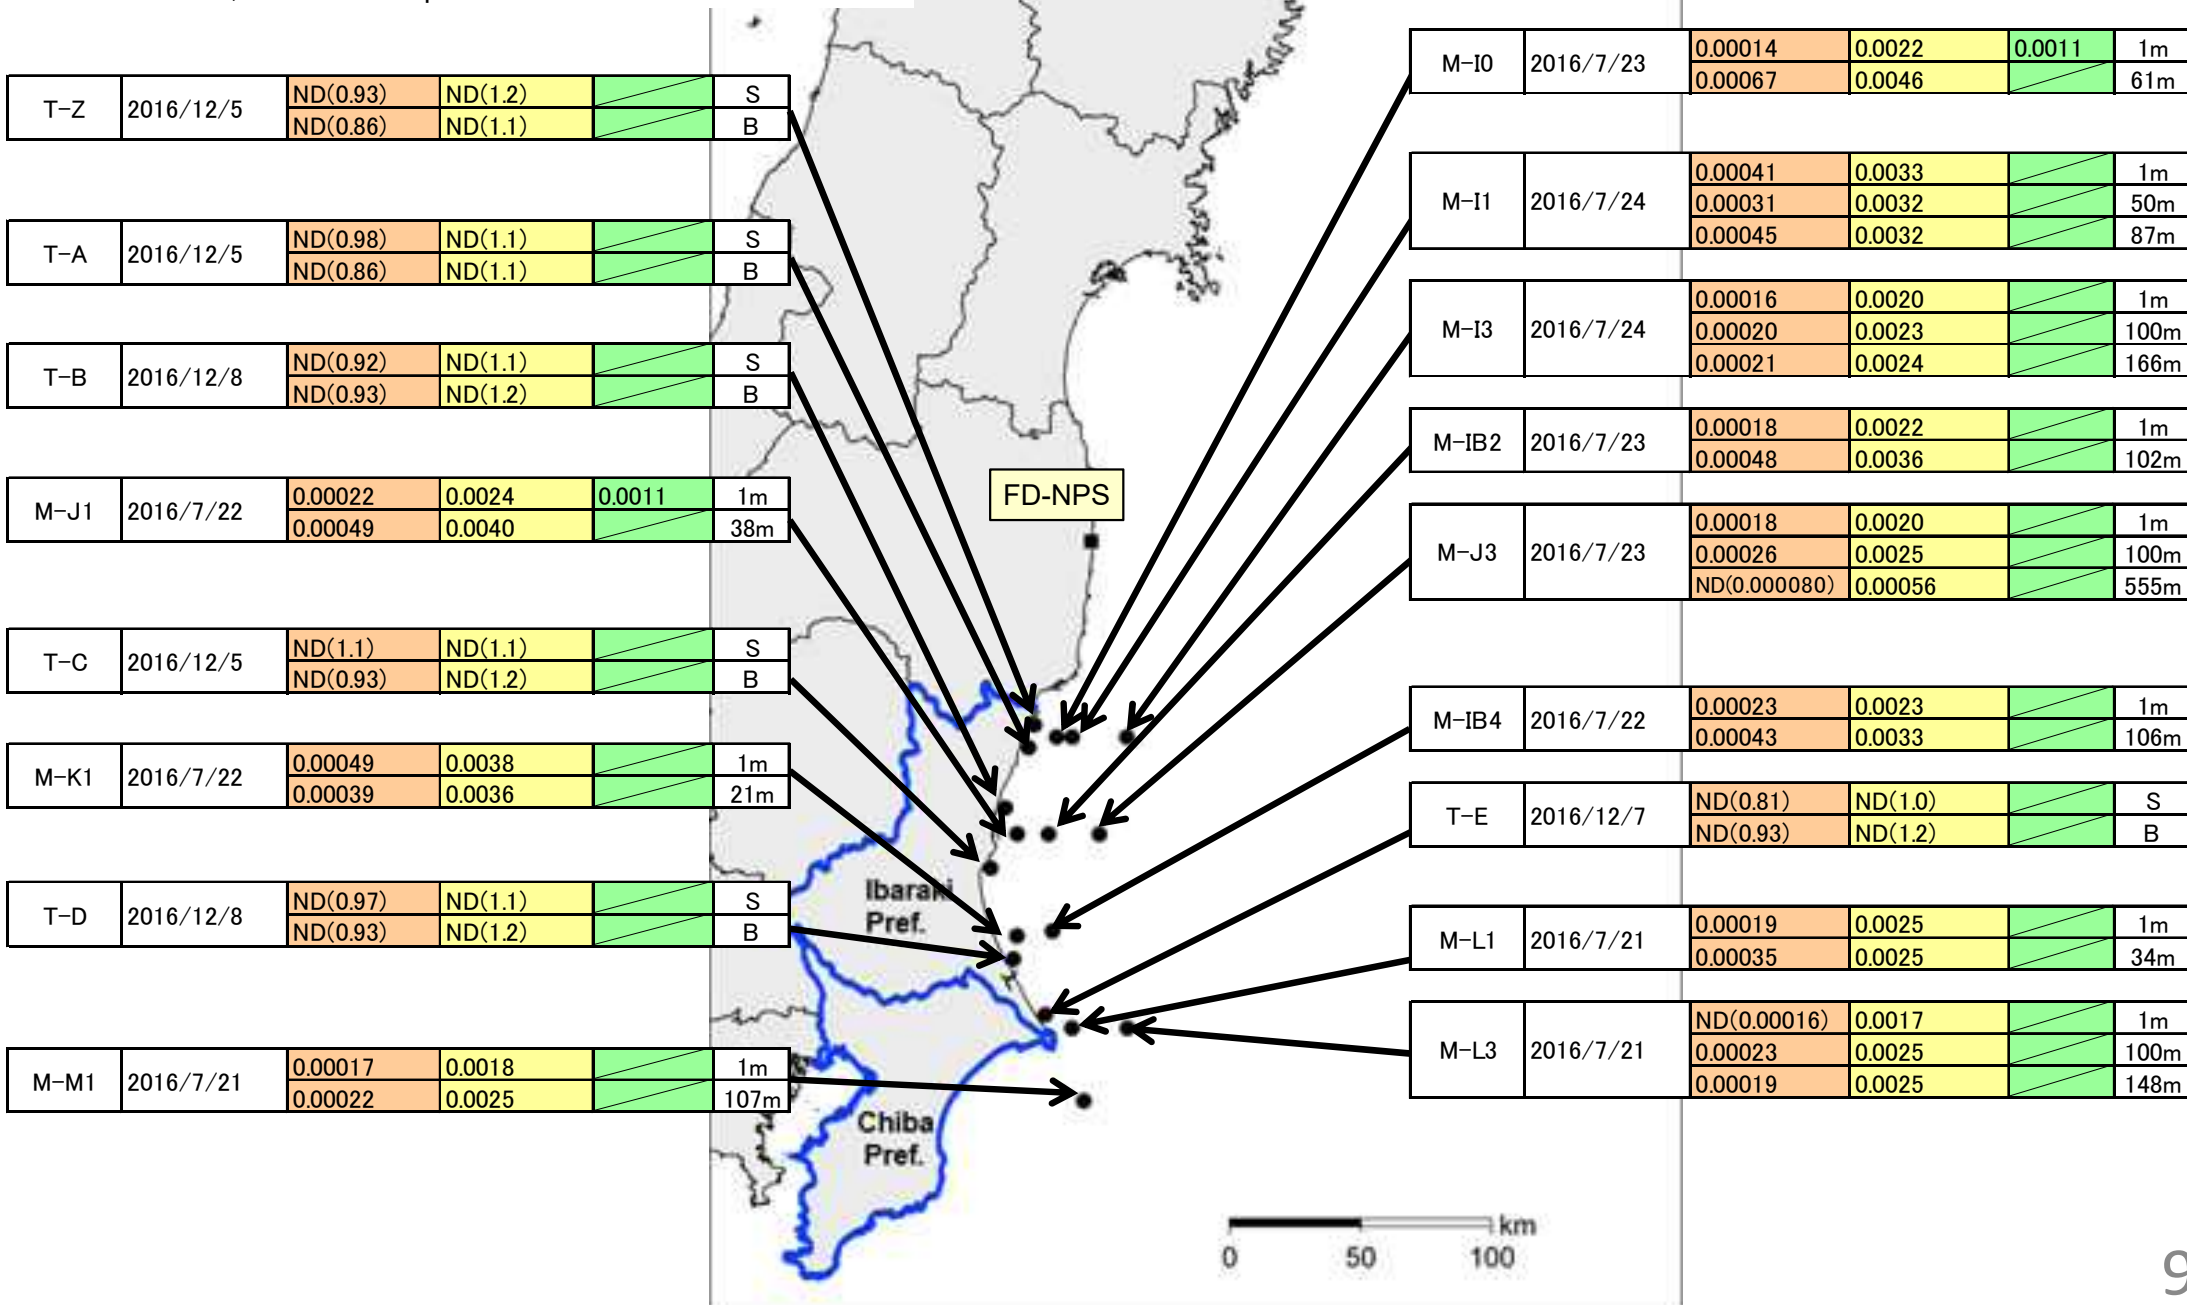 T-Z 2016/12/5 ND(0.93) ND(1.2) S
ND(0.86) ND(1.1) B
T-A 2016/12/5 ND(0.98) ND(1.1) S
ND(0.86) ND(1.1) B
T-B 2016/12/8 ND(0.92) ND(1.1) S
ND(0.93) ND(1.2) B
M-J1 2016/7/22 0.00022 0.0024 0.0011 1m
0.00049 0.0040 38m
T-C 2016/12/5 ND(1.1) ND(1.1) S
ND(0.93) ND(1.2) B
M-K1 2016/7/22 0.00049 0.0038 1m
0.00039 0.0036 21m
T-D 2016/12/8 ND(0.97) ND(1.1) S
ND(0.93) ND(1.2) B
M-M1 2016/7/21 0.00017 0.0018 1m
0.00022 0.0025 107m
FD-NPS
Ibaraki
Pref.
Chiba
Pref.
km
0 50 100
M-I0 2016/7/23 0.00014 0.0022 0.0011 1m
0.00067 0.0046 61m
M-I1 2016/7/24 0.00041 0.0033 1m
0.00031 0.0032 50m
0.00045 0.0032 87m
M-I3 2016/7/24 0.00016 0.0020 1m
0.00020 0.0023 100m
0.00021 0.0024 166m
M-IB2 2016/7/23 0.00018 0.0022 1m
0.00048 0.0036 102m
M-J3 2016/7/23 0.00018 0.0020 1m
0.00026 0.0025 100m
ND(0.000080) 0.00056 555m
M-IB4 2016/7/22 0.00023 0.0023 1m
0.00043 0.0033 106m
T-E 2016/12/7 ND(0.81) ND(1.0) S
ND(0.93) ND(1.2) B
M-L1 2016/7/21 0.00019 0.0025 1m
0.00035 0.0025 34m
M-L3 2016/7/21 ND(0.00016) 0.0017 1m
0.00023 0.0025 100m
0.00019 0.0025 148m
9